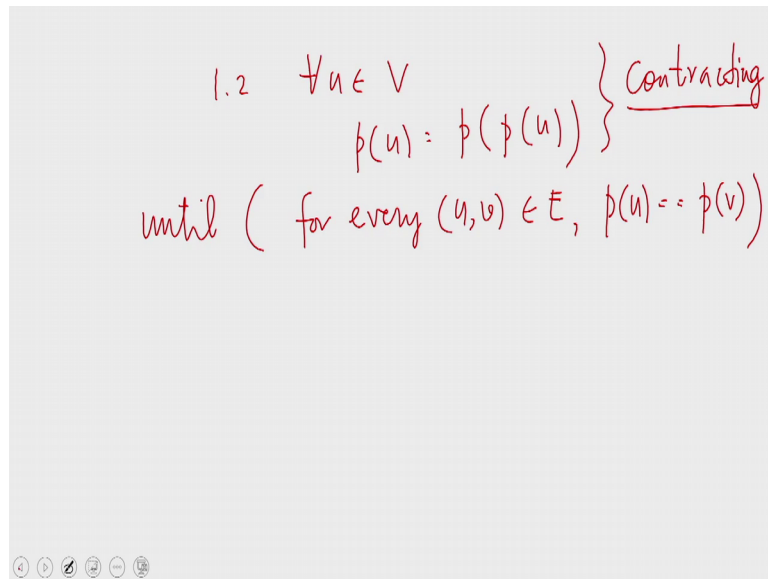 1.2 ∀u ∈ V } Contracting
p(u) = p(p(u))
until ( for every (u,v) ∈ E, p(u) == p(v) )